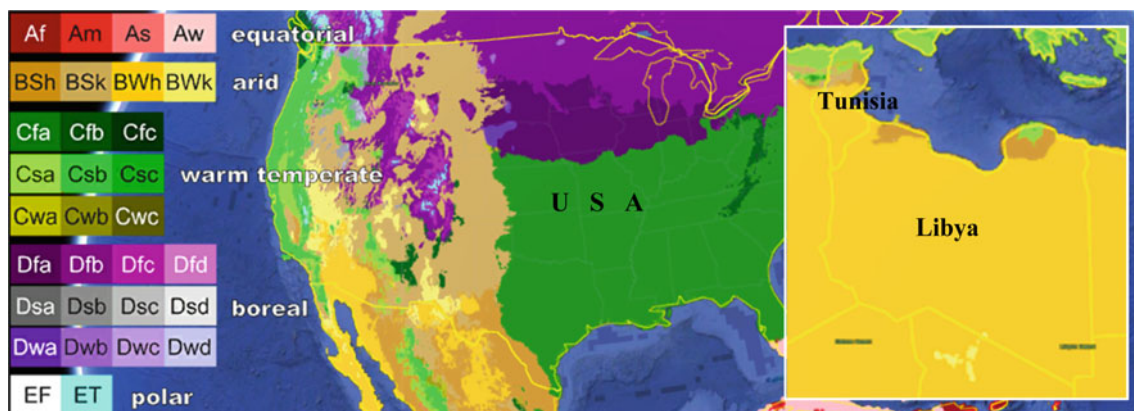 Af Am As Aw equatorial
BSh BSk BWh BWk arid
Cfa Cfb Cfc
Csa Csb Csc warm temperate
Cwa Cwb Cwc
Dfa Dfb Dfc Dfd
Dsa Dsb Dsc Dsd boreal
Dwa Dwb Dwc Dwd
EF ET polar
U S A
Tunisia
Libya